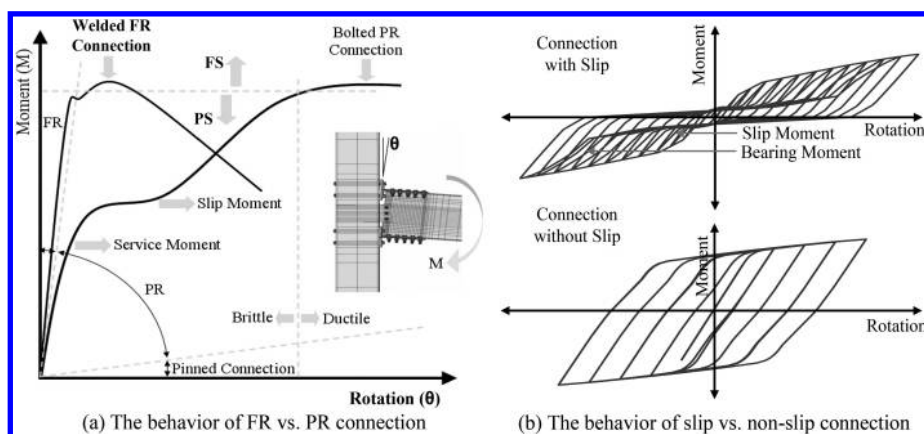 Welded FR
Connection
Bolted PR
Connection
FS
Moment (M)
FR
PS
θ
Slip Moment
Service Moment
M
PR
Brittle
Ductile
Pinned Connection
Rotation (θ)
(a) The behavior of FR vs. PR connection
Connection
with Slip
Moment
Rotation
Slip Moment
Bearing Moment
Connection
without Slip
Moment
Rotation
(b) The behavior of slip vs. non-slip connection